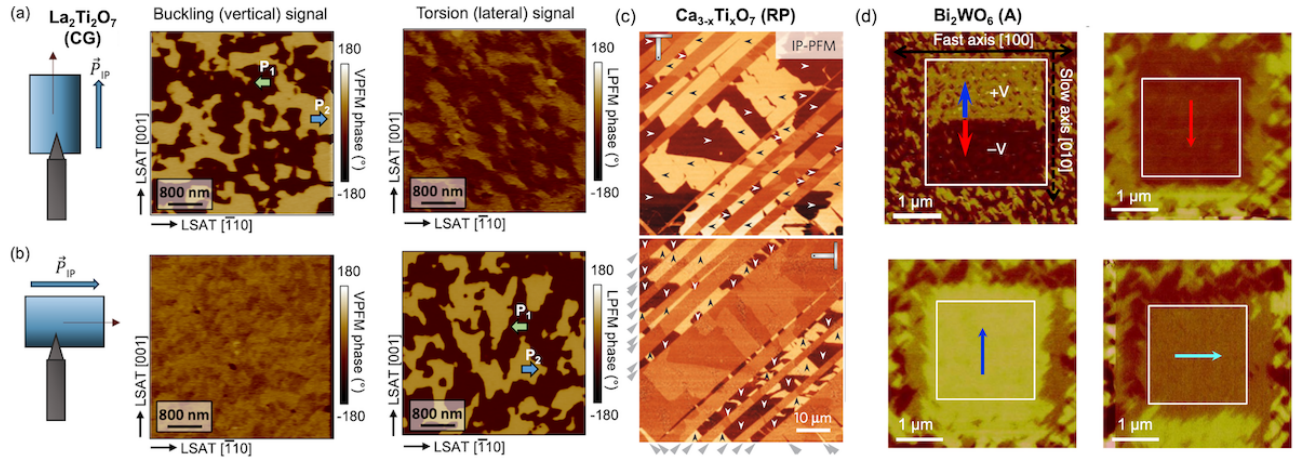 (a)
La₂Ti₂O₇
(CG)
P⃗_IP
Buckling (vertical) signal
P₁
P₂
800 nm
LSAT [001]
LSAT [1̅10]
180
VPFM phase (°)
-180
Torsion (lateral) signal
800 nm
LSAT [001]
LSAT [1̅10]
180
LPFM phase (°)
-180
(b)
P⃗_IP
800 nm
LSAT [001]
LSAT [1̅10]
180
VPFM phase (°)
-180
P₁
P₂
800 nm
LSAT [001]
LSAT [1̅10]
180
LPFM phase (°)
-180
(c)
Ca₃₋ₓTiₓO₇ (RP)
IP-PFM
10 μm
(d)
Bi₂WO₆ (A)
Fast axis [100]
Slow axis [010]
+V
–V
1 μm
1 μm
1 μm
1 μm